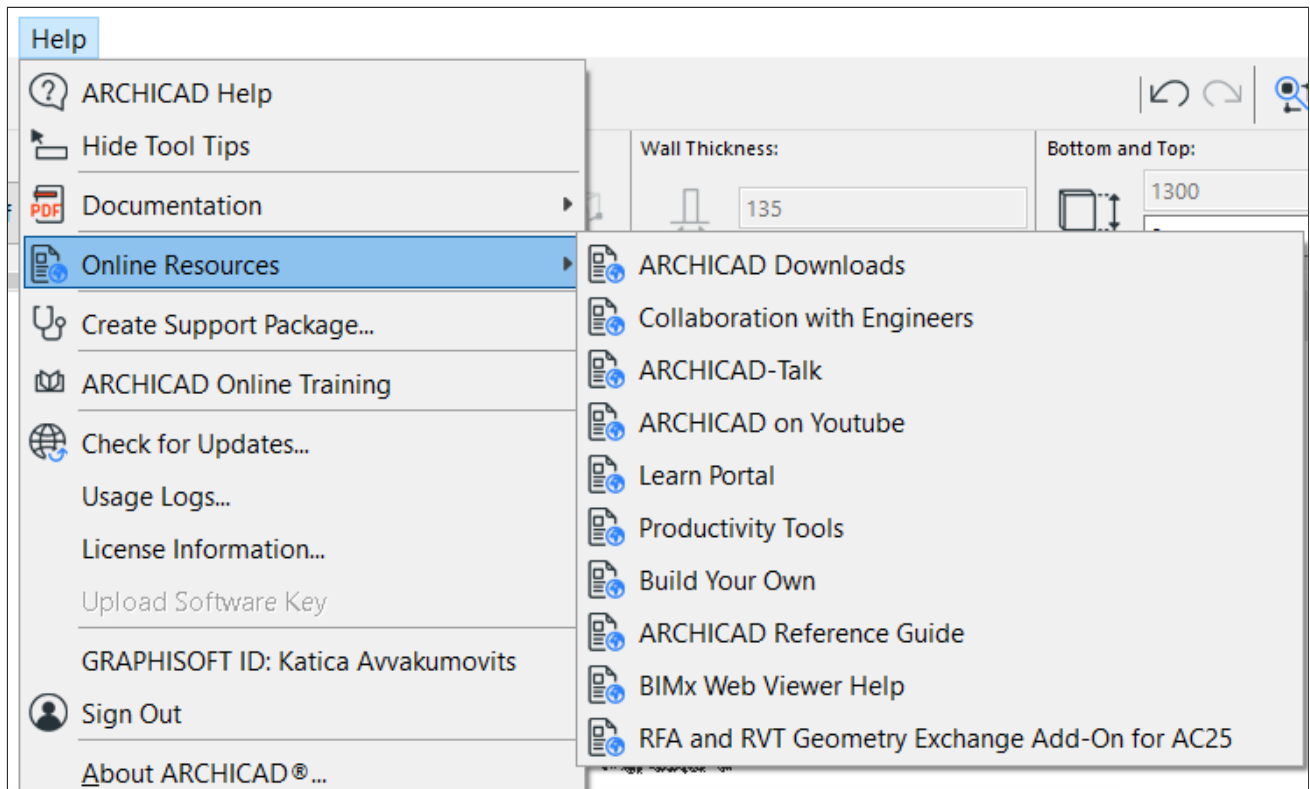 Help
ARCHICAD Help
Hide Tool Tips
Wall Thickness:
Bottom and Top:
PDF
Documentation
135
1300
Online Resources
ARCHICAD Downloads
Create Support Package...
Collaboration with Engineers
ARCHICAD Online Training
ARCHICAD-Talk
Check for Updates...
ARCHICAD on Youtube
Usage Logs...
Learn Portal
License Information...
Productivity Tools
Upload Software Key
Build Your Own
GRAPHISOFT ID: Katica Avvakumovits
ARCHICAD Reference Guide
Sign Out
BIMx Web Viewer Help
About ARCHICAD®...
RFA and RVT Geometry Exchange Add-On for AC25